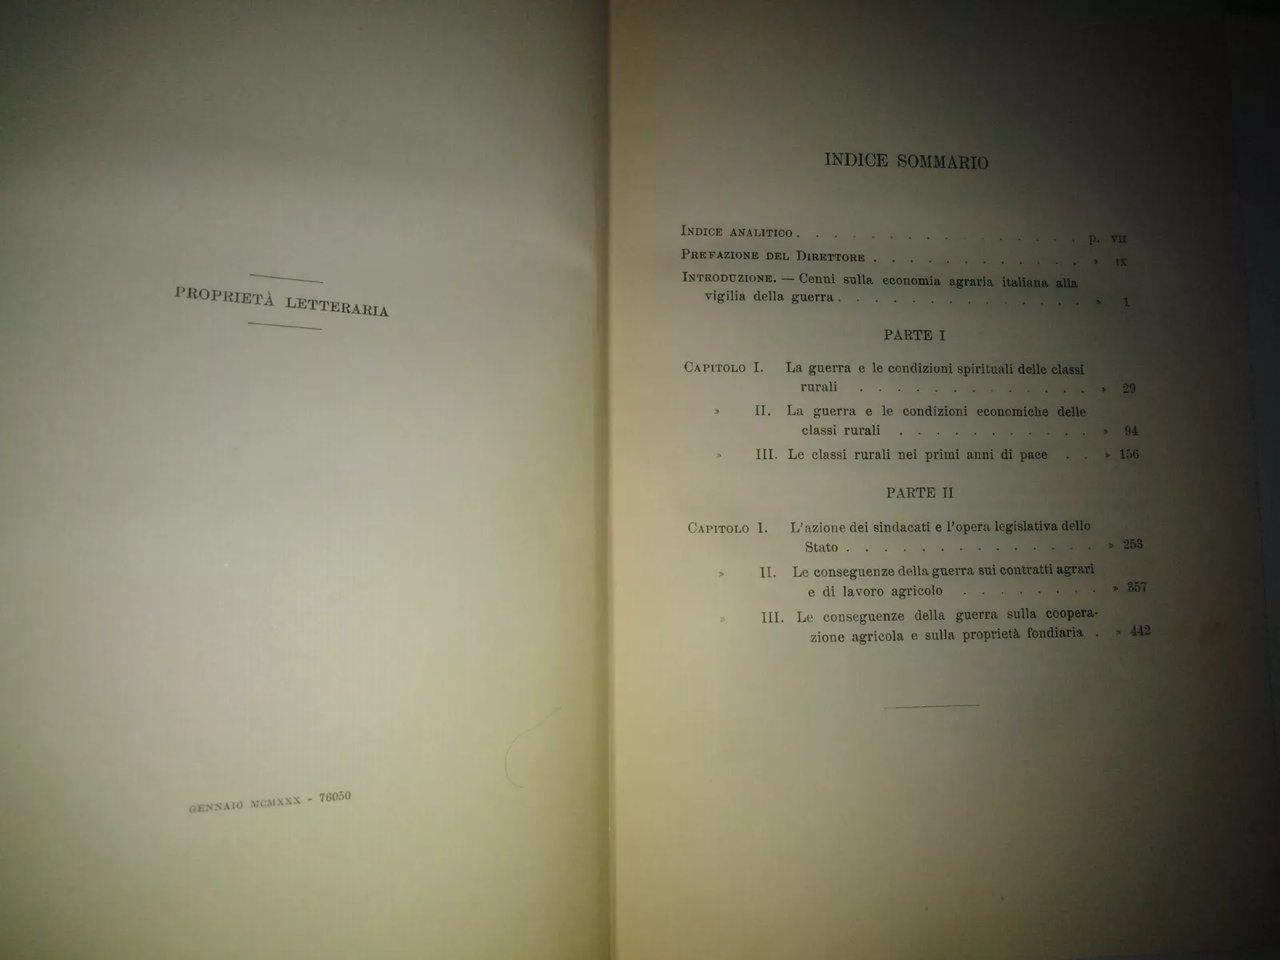 PROPRIETÀ LETTERARIA
GENNAIO MCMXXX - 76050
INDICE SOMMARIO
INDICE ANALITICO . . . . . . . . . . . . . . . . p. VII
PREFAZIONE DEL DIRETTORE . . . . . . . . . . . . » IX
INTRODUZIONE. — Cenni sulla economia agraria italiana alla
vigilia della guerra . . . . . . . . . . . . . . » 1
PARTE I
CAPITOLO I. La guerra e le condizioni spirituali delle classi
rurali . . . . . . . . . . . . . » 29
» II. La guerra e le condizioni economiche delle
classi rurali . . . . . . . . . . . » 94
» III. Le classi rurali nei primi anni di pace . . » 156
PARTE II
CAPITOLO I. L'azione dei sindacati e l'opera legislativa dello
Stato . . . . . . . . . . . . . . » 253
» II. Le conseguenze della guerra sui contratti agrari
e di lavoro agricolo . . . . . . . . » 357
» III. Le conseguenze della guerra sulla coopera-
zione agricola e sulla proprietà fondiaria . » 442